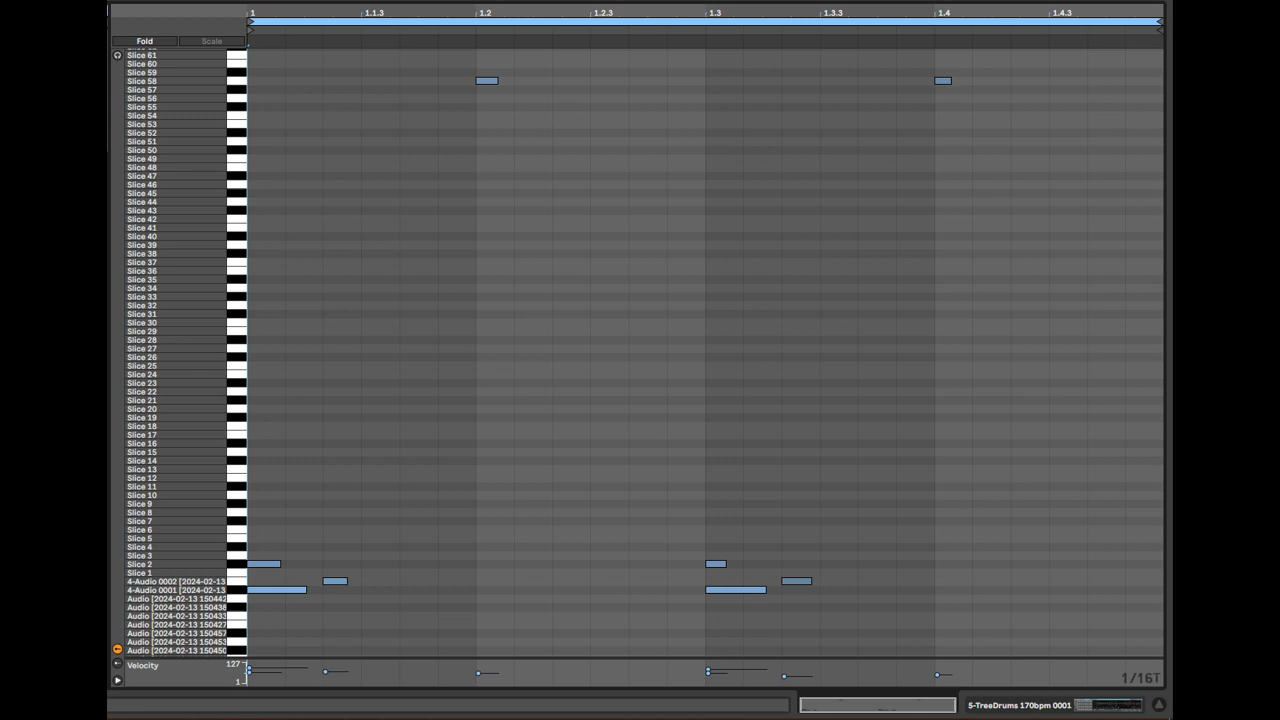 1 1.1.3 1.2 1.2.3 1.3 1.3.3 1.4 1.4.3
Fold Scale
Slice 61
Slice 60
Slice 59
Slice 58
Slice 57
Slice 56
Slice 55
Slice 54
Slice 53
Slice 52
Slice 51
Slice 50
Slice 49
Slice 48
Slice 47
Slice 46
Slice 45
Slice 44
Slice 43
Slice 42
Slice 41
Slice 40
Slice 39
Slice 38
Slice 37
Slice 36
Slice 35
Slice 34
Slice 33
Slice 32
Slice 31
Slice 30
Slice 29
Slice 28
Slice 27
Slice 26
Slice 25
Slice 24
Slice 23
Slice 22
Slice 21
Slice 20
Slice 19
Slice 18
Slice 17
Slice 16
Slice 15
Slice 14
Slice 13
Slice 12
Slice 11
Slice 10
Slice 9
Slice 8
Slice 7
Slice 6
Slice 5
Slice 4
Slice 3
Slice 2
Slice 1
4-Audio 0002 [2024-02-13
4-Audio 0001 [2024-02-13
Audio [2024-02-13 150442
Audio [2024-02-13 150438
Audio [2024-02-13 150433
Audio [2024-02-13 150427
Audio [2024-02-13 150457
Audio [2024-02-13 150453
Audio [2024-02-13 150450
Velocity 127
1
1/16T
5-TreeDrums 170bpm 0001